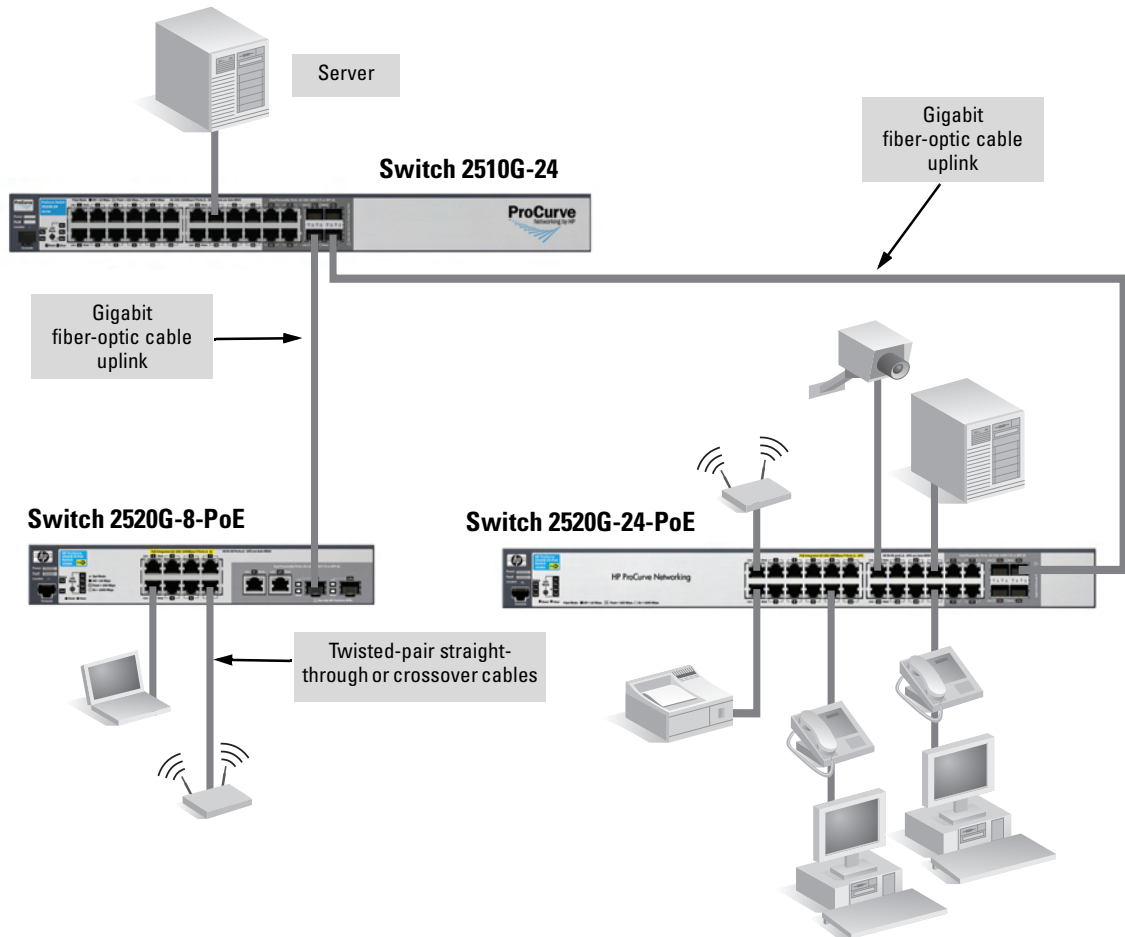 Server
Gigabit
fiber-optic cable
uplink
Switch 2510G-24
ProCurve
Networking by HP
Gigabit
fiber-optic cable
uplink
Switch 2520G-8-PoE
Switch 2520G-24-PoE
HP ProCurve Networking
Twisted-pair straight-
through or crossover cables